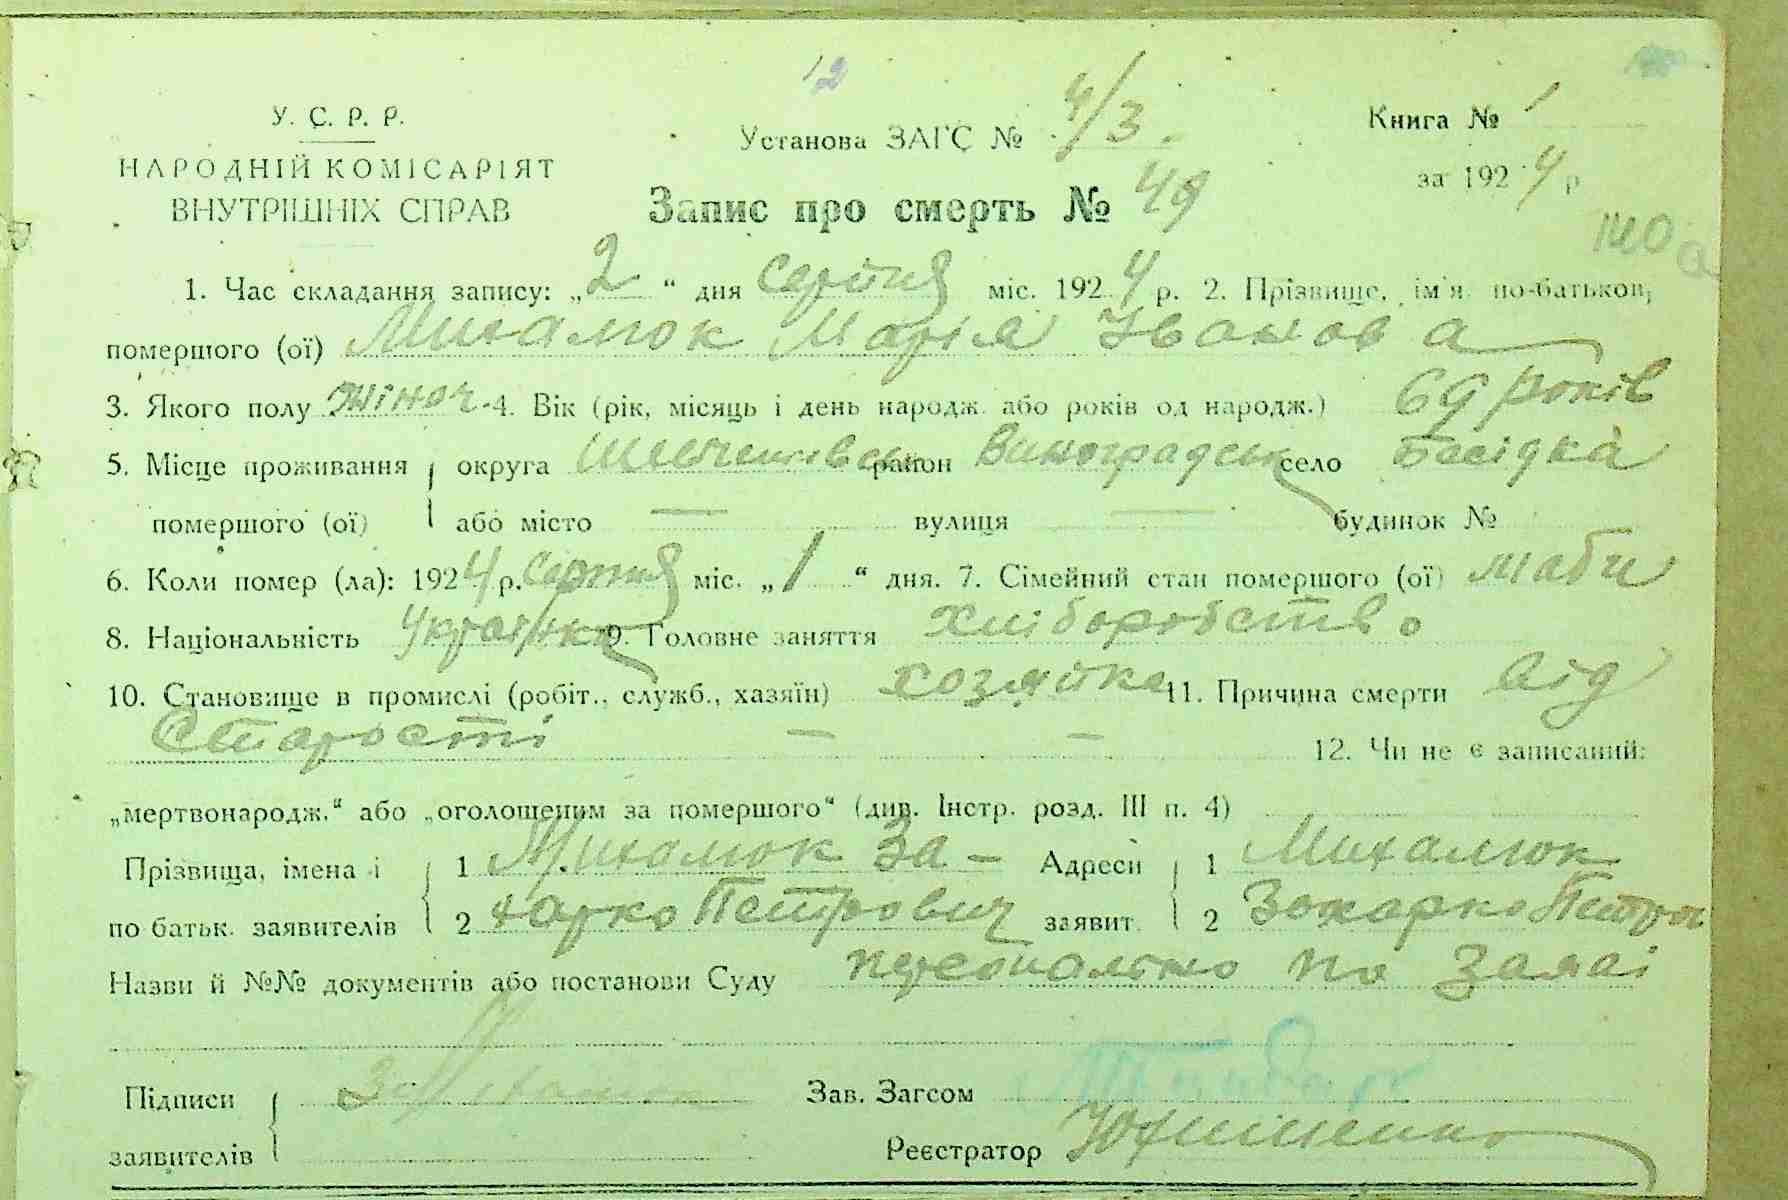 12
У. С. Р. Р.
НАРОДНІЙ КОМІСАРІЯТ
ВНУТРІШНІХ СПРАВ
Установа ЗАГС № 4/3.
Книга № 1
за 1924 р
Запис про смерть № 49
1. Час складання запису: „2“ дня серпня міс. 1924 р. 2. Прізвище, ім'я по-батькові
помершого (ої) Михалюк Марія Іванова
3. Якого полу жіноч. 4. Вік (рік, місяць і день народж. або років од народж.) 69 років
5. Місце проживання округа Шевченківськ район Виноградськ село Босідка
помершого (ої) або місто — вулиця — будинок №
6. Коли помер (ла): 1924 р. серпня міс. „1“ дня. 7. Сімейний стан помершого (ої)
8. Національність Українка 9. Головне заняття хліборобство
10. Становище в промислі (робіт., служб., хазяїн) хозяйка 11. Причина смерти від
старості — — 12. Чи не є записаний:
„мертвонародж.“ або „оголошеним за помершого“ (див. Інстр. розд. III п. 4)
Прізвища, імена і 1 Михалюк За- Адреси 1 Михалюк
по батьк. заявителів 2 харко Петрович заявит. 2 Захарко Петров
Назви й №№ документів або постанови Суду персонально по заяві
Підписи
Зав. Загсом
заявителів
Реєстратор